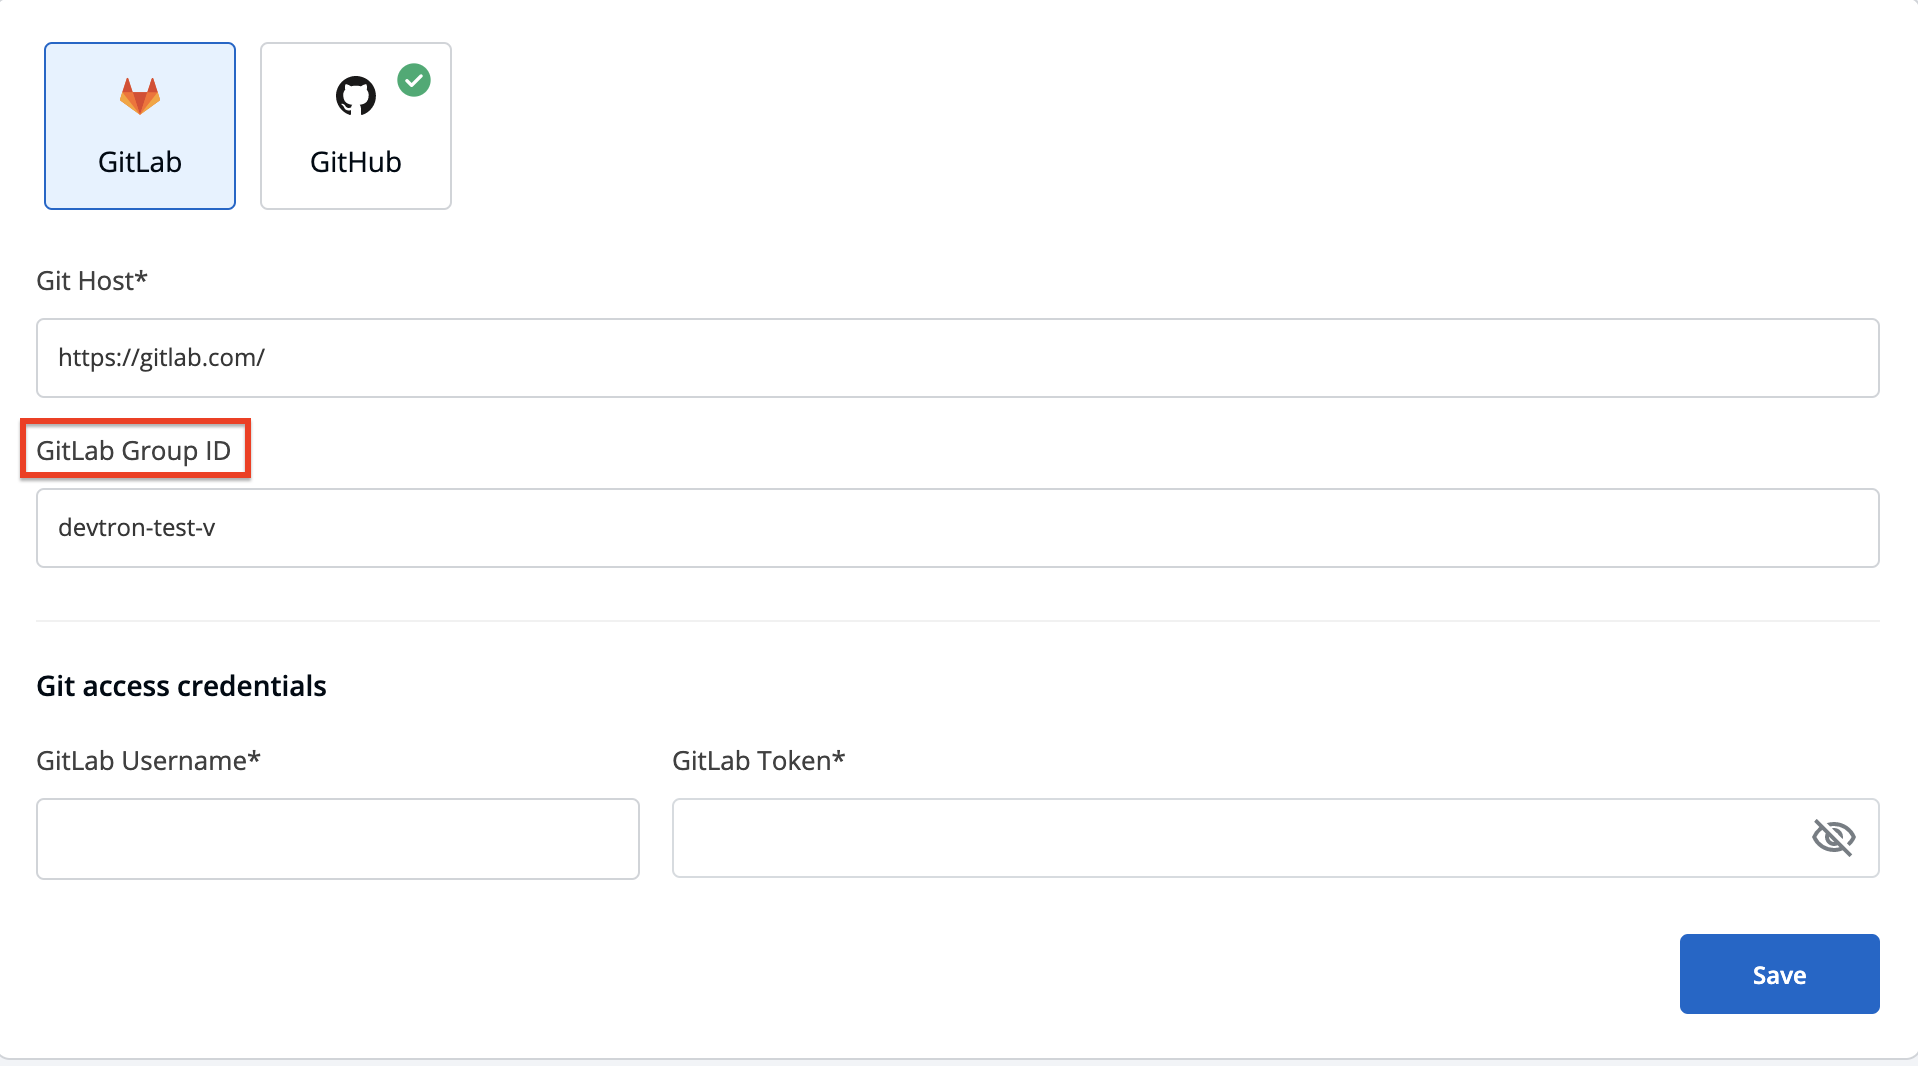 GitLab
GitHub
Git Host*
https://gitlab.com/
GitLab Group ID
devtron-test-v
Git access credentials
GitLab Username*
GitLab Token*
Save